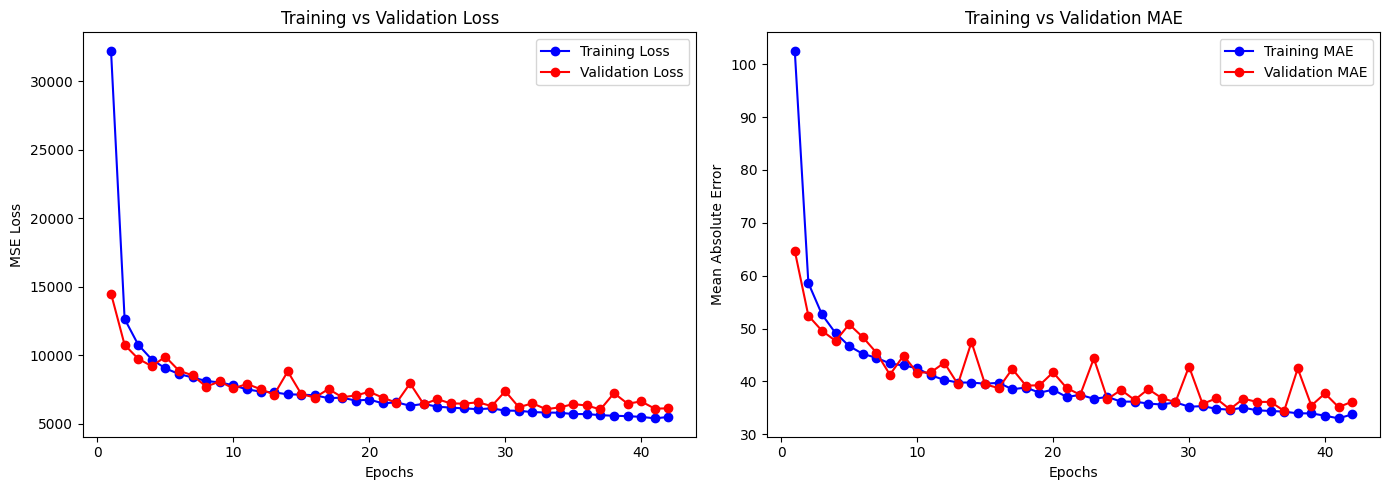 Training vs Validation Loss
MSE Loss
30000
25000
20000
15000
10000
5000
Training Loss
Validation Loss
0 10 20 30 40
Epochs
Training vs Validation MAE
Mean Absolute Error
100
90
80
70
60
50
40
30
Training MAE
Validation MAE
0 10 20 30 40
Epochs